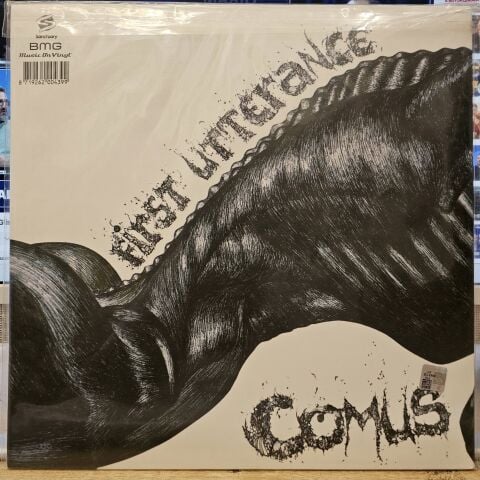 Sanctuary
BMG
Music On Vinyl
8 719262 004399
first utterance
comus